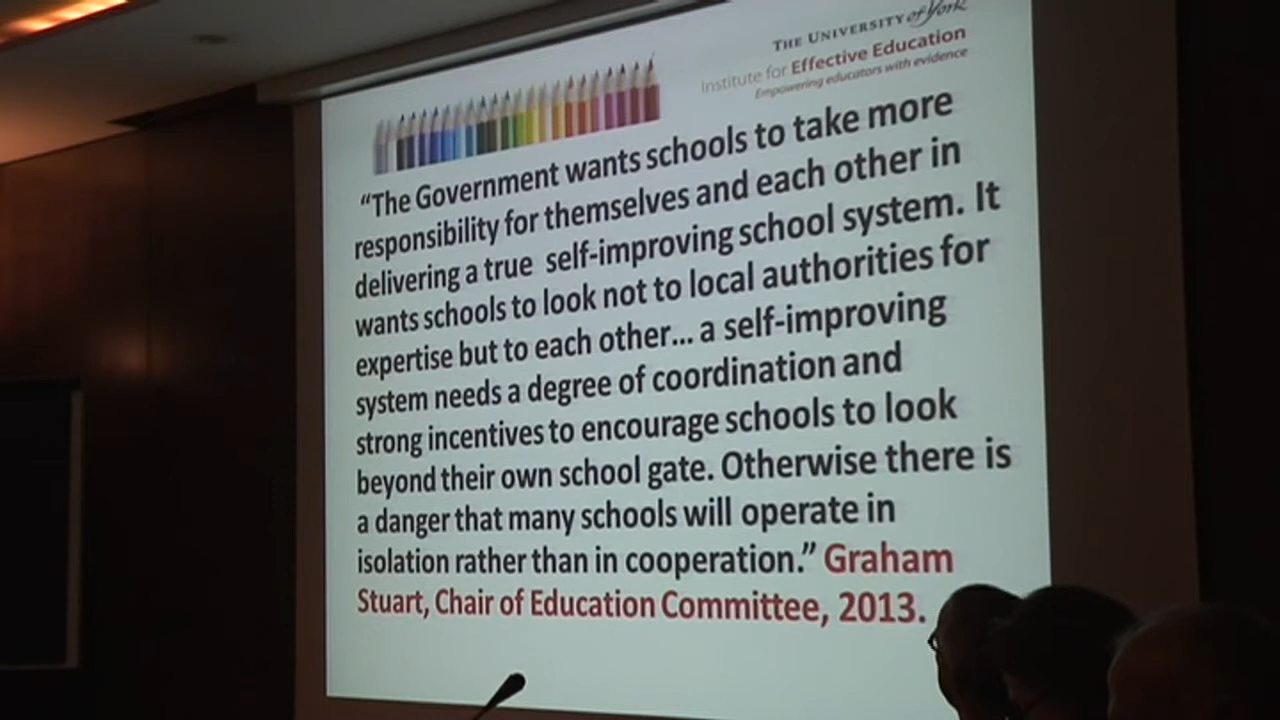 THE UNIVERSITY of York
Institute for Effective Education
Empowering educators with evidence
“The Government wants schools to take more
responsibility for themselves and each other in
delivering a true self-improving school system. It
wants schools to look not to local authorities for
expertise but to each other... a self-improving
system needs a degree of coordination and
strong incentives to encourage schools to look
beyond their own school gate. Otherwise there is
a danger that many schools will operate in
isolation rather than in cooperation.” Graham
Stuart, Chair of Education Committee, 2013.